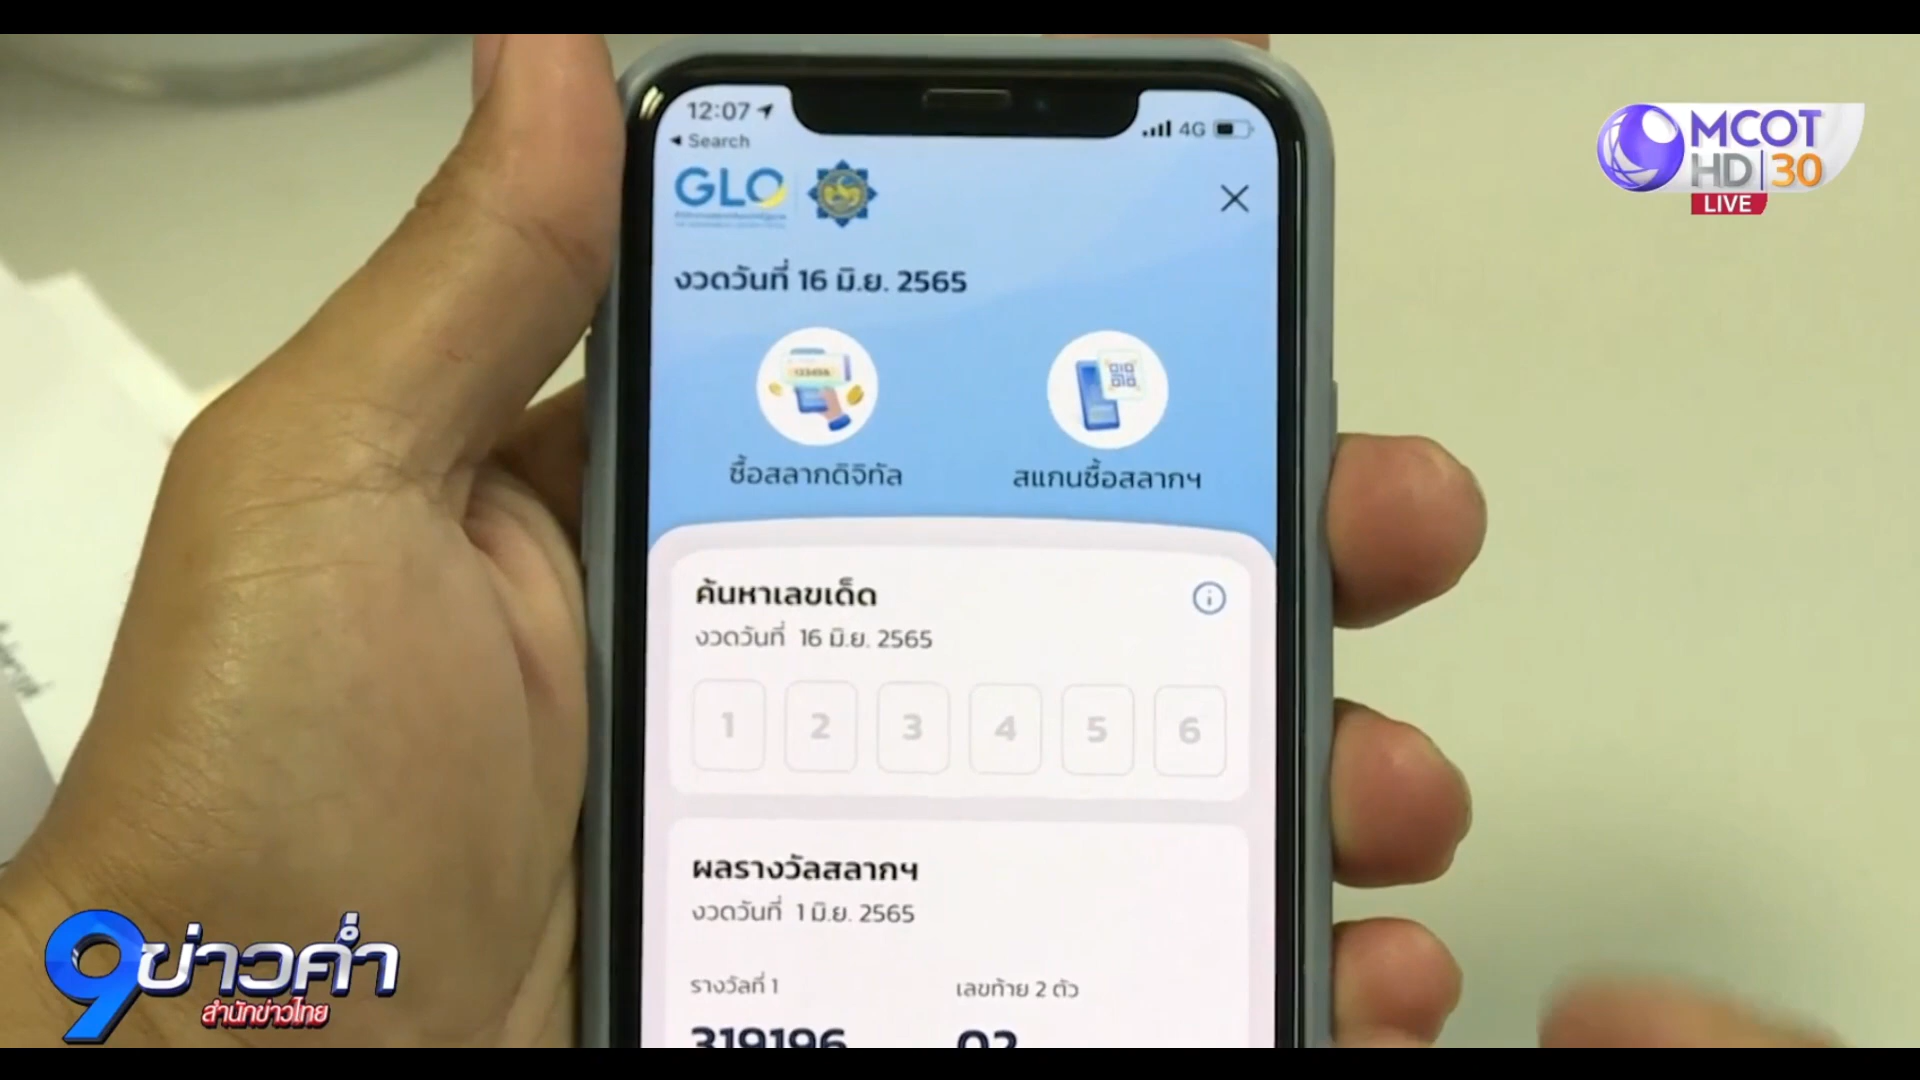 12:07
Search
4G
MCOT
HD 30
LIVE
GLO
งวดวันที่ 16 มิ.ย. 2565
123456
ซื้อสลากดิจิทัล
สแกนซื้อสลากฯ
ค้นหาเลขเด็ด
งวดวันที่ 16 มิ.ย. 2565
1 2 3 4 5 6
ผลรางวัลสลากฯ
งวดวันที่ 1 มิ.ย. 2565
รางวัลที่ 1
เลขท้าย 2 ตัว
319196
02
9ข่าวค่ำ
สำนักข่าวไทย